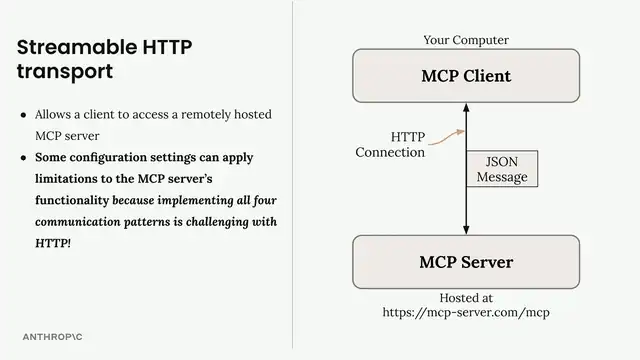 Streamable HTTP
transport
● Allows a client to access a remotely hosted
MCP server
● Some configuration settings can apply
limitations to the MCP server's
functionality because implementing all four
communication patterns is challenging with
HTTP!
ANTHROP\C
Your Computer
MCP Client
HTTP
Connection
JSON
Message
MCP Server
Hosted at
https://mcp-server.com/mcp